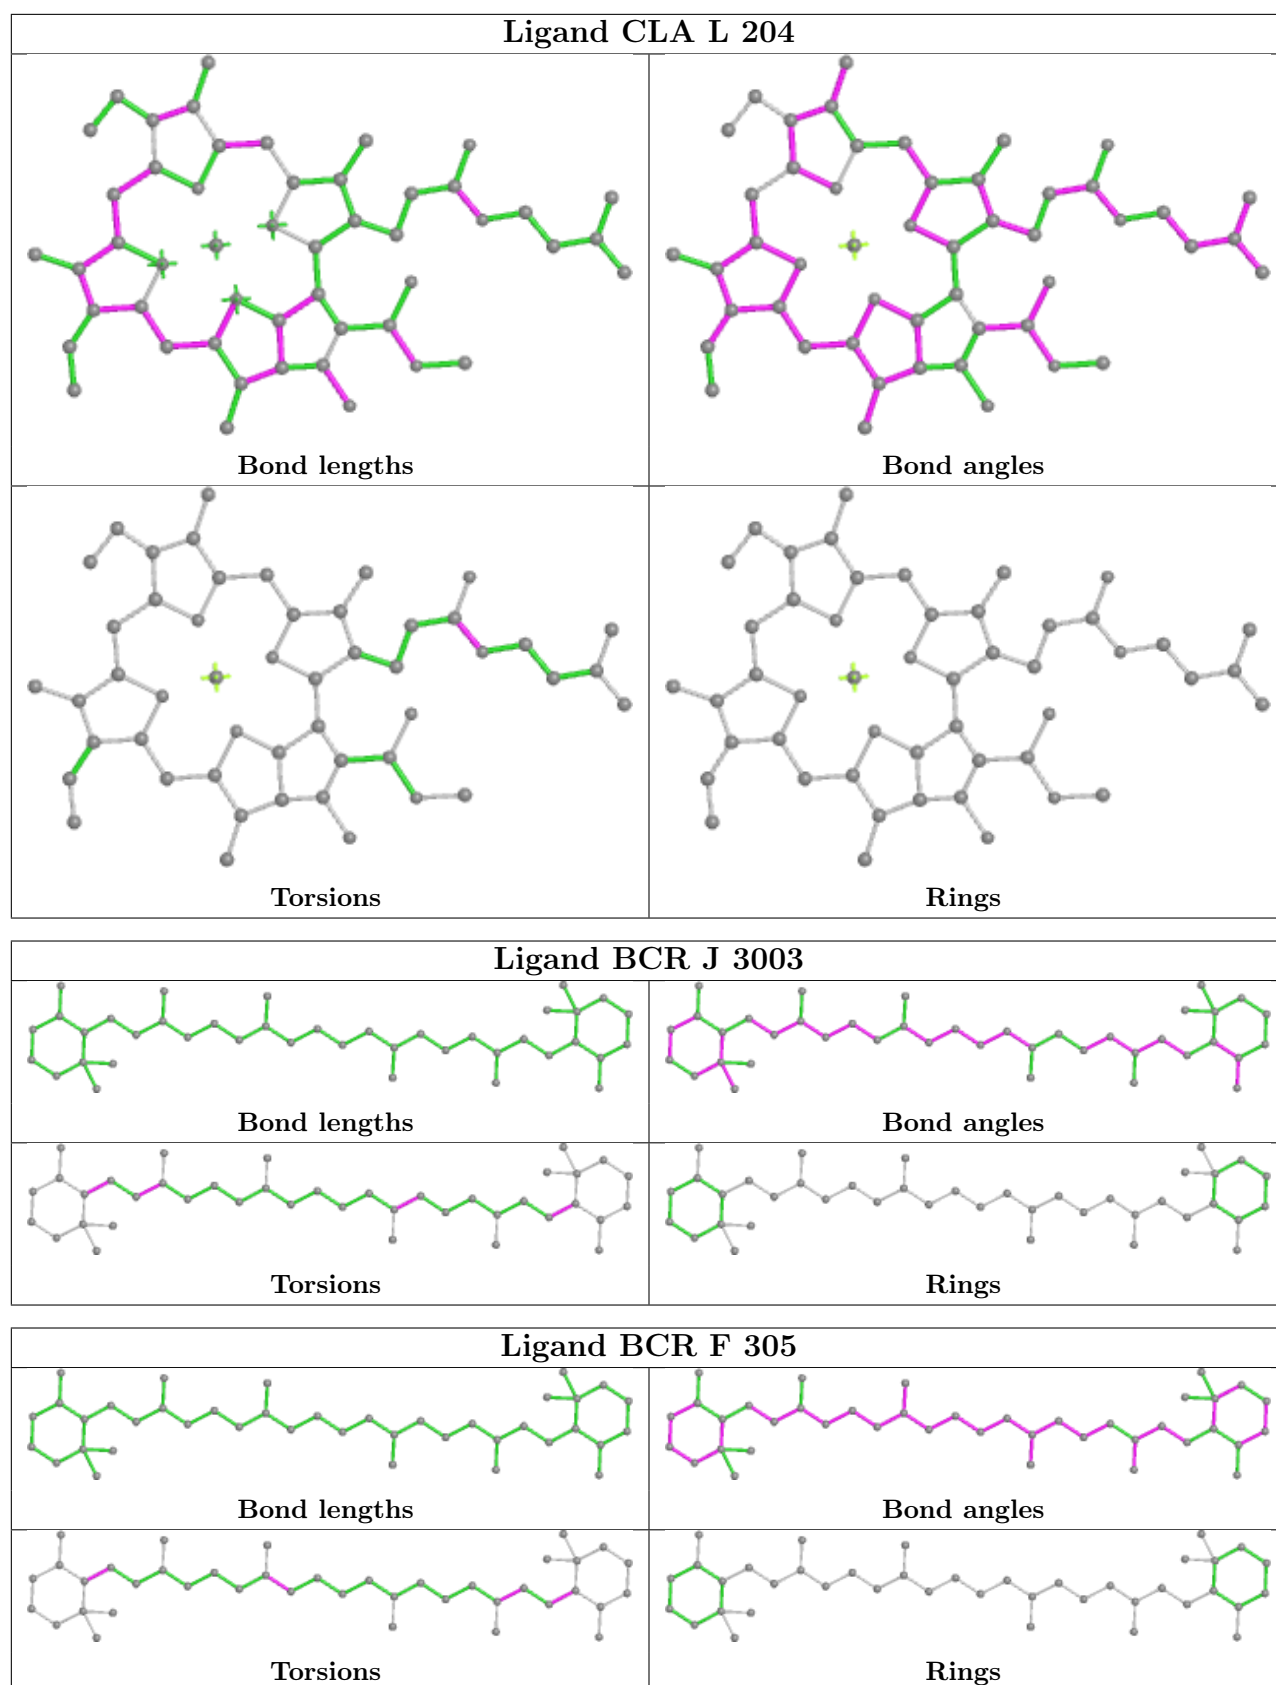 Ligand CLA L 204
Bond lengths
Bond angles
Torsions
Rings
Ligand BCR J 3003
Bond lengths
Bond angles
Torsions
Rings
Ligand BCR F 305
Bond lengths
Bond angles
Torsions
Rings